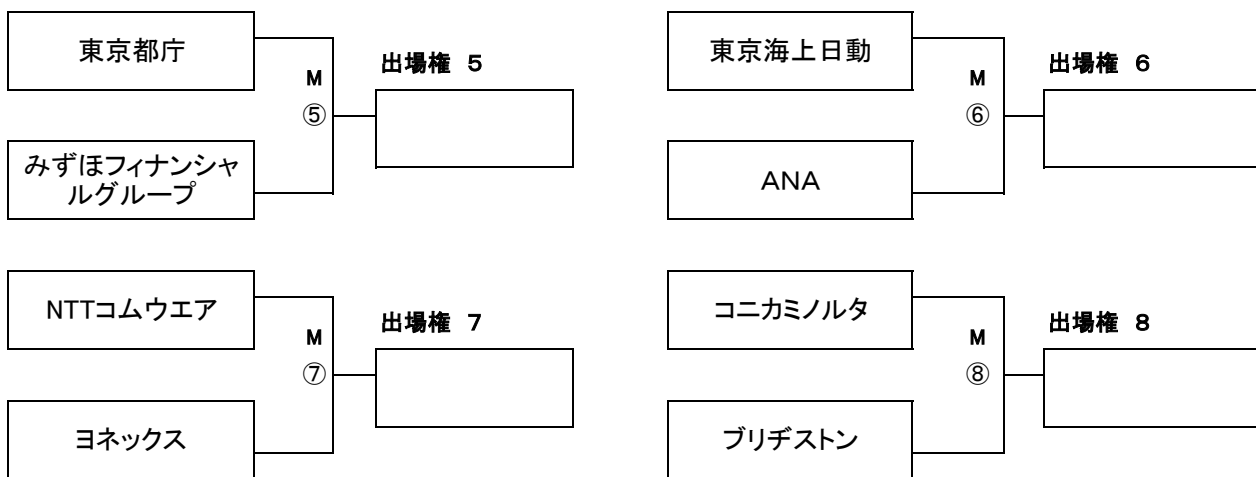 東京都庁
M
⑤
出場権 5
みずほフィナンシャ
ルグループ
東京海上日動
M
⑥
出場権 6
ANA
NTTコムウエア
M
⑦
出場権 7
ヨネックス
コニカミノルタ
M
⑧
出場権 8
ブリヂストン